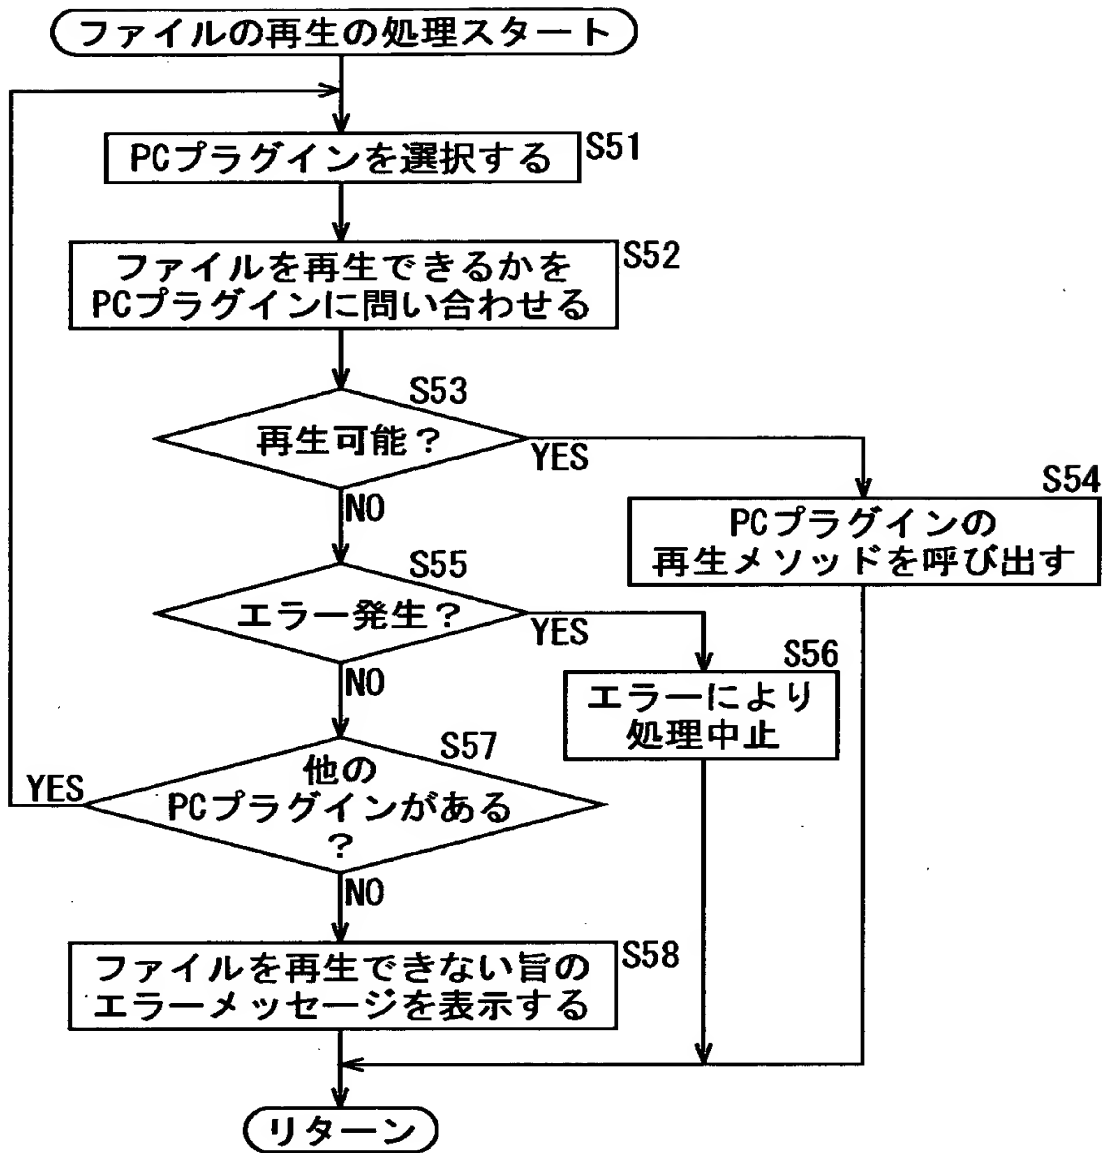 ファイルの再生の処理スタート
PCプラグインを選択する
S51
ファイルを再生できるかを
PCプラグインに問い合わせる
S52
S53
再生可能？
YES
NO
S54
PCプラグインの
再生メソッドを呼び出す
S55
エラー発生？
YES
NO
S56
エラーにより
処理中止
S57
他の
PCプラグインがある
？
YES
NO
ファイルを再生できない旨の
エラーメッセージを表示する
S58
リターン